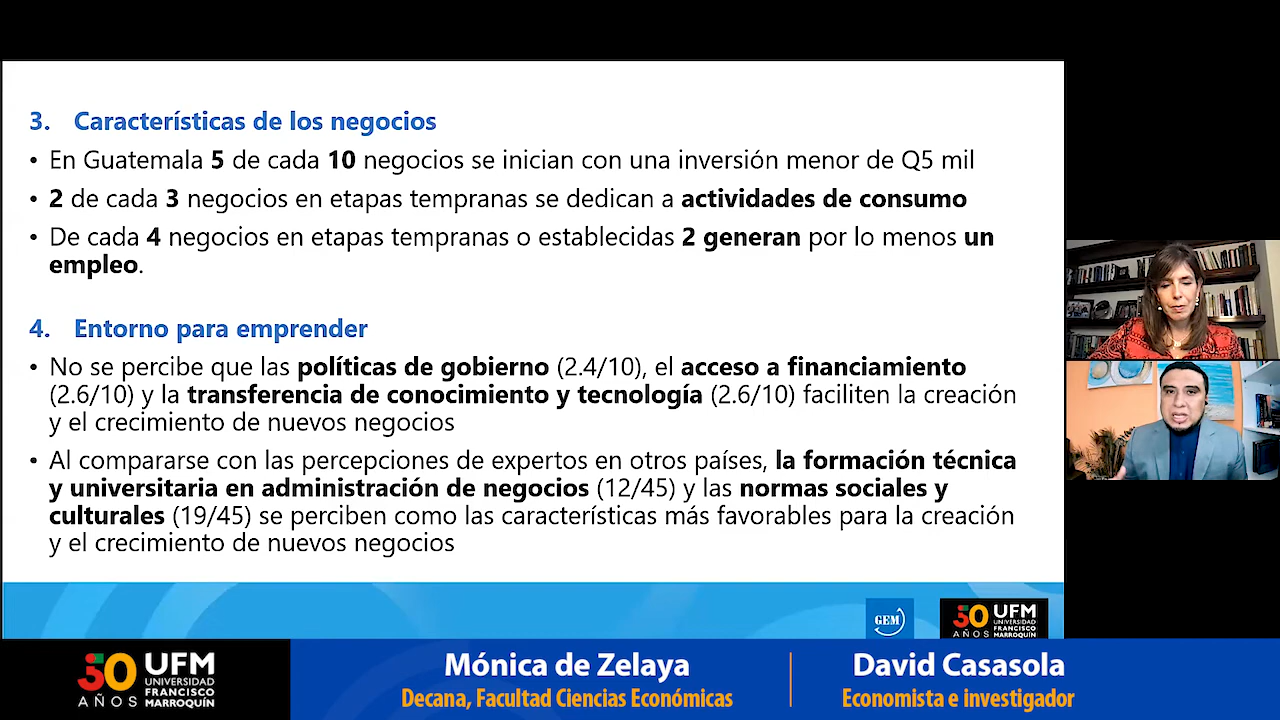 3. Características de los negocios
• En Guatemala 5 de cada 10 negocios se inician con una inversión menor de Q5 mil
• 2 de cada 3 negocios en etapas tempranas se dedican a actividades de consumo
• De cada 4 negocios en etapas tempranas o establecidas 2 generan por lo menos un
empleo.
4. Entorno para emprender
• No se percibe que las políticas de gobierno (2.4/10), el acceso a financiamiento
(2.6/10) y la transferencia de conocimiento y tecnología (2.6/10) faciliten la creación
y el crecimiento de nuevos negocios
• Al compararse con las percepciones de expertos en otros países, la formación técnica
y universitaria en administración de negocios (12/45) y las normas sociales y
culturales (19/45) se perciben como las características más favorables para la creación
y el crecimiento de nuevos negocios
GEM
50 AÑOS
UFM
UNIVERSIDAD
FRANCISCO
MARROQUÍN
50 AÑOS
UFM
UNIVERSIDAD
FRANCISCO
MARROQUÍN
Mónica de Zelaya
Decana, Facultad Ciencias Económicas
David Casasola
Economista e investigador